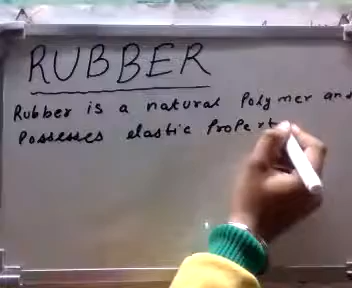 RUBBER
Rubber is a natural Polymer and
Possesses elastic Propert